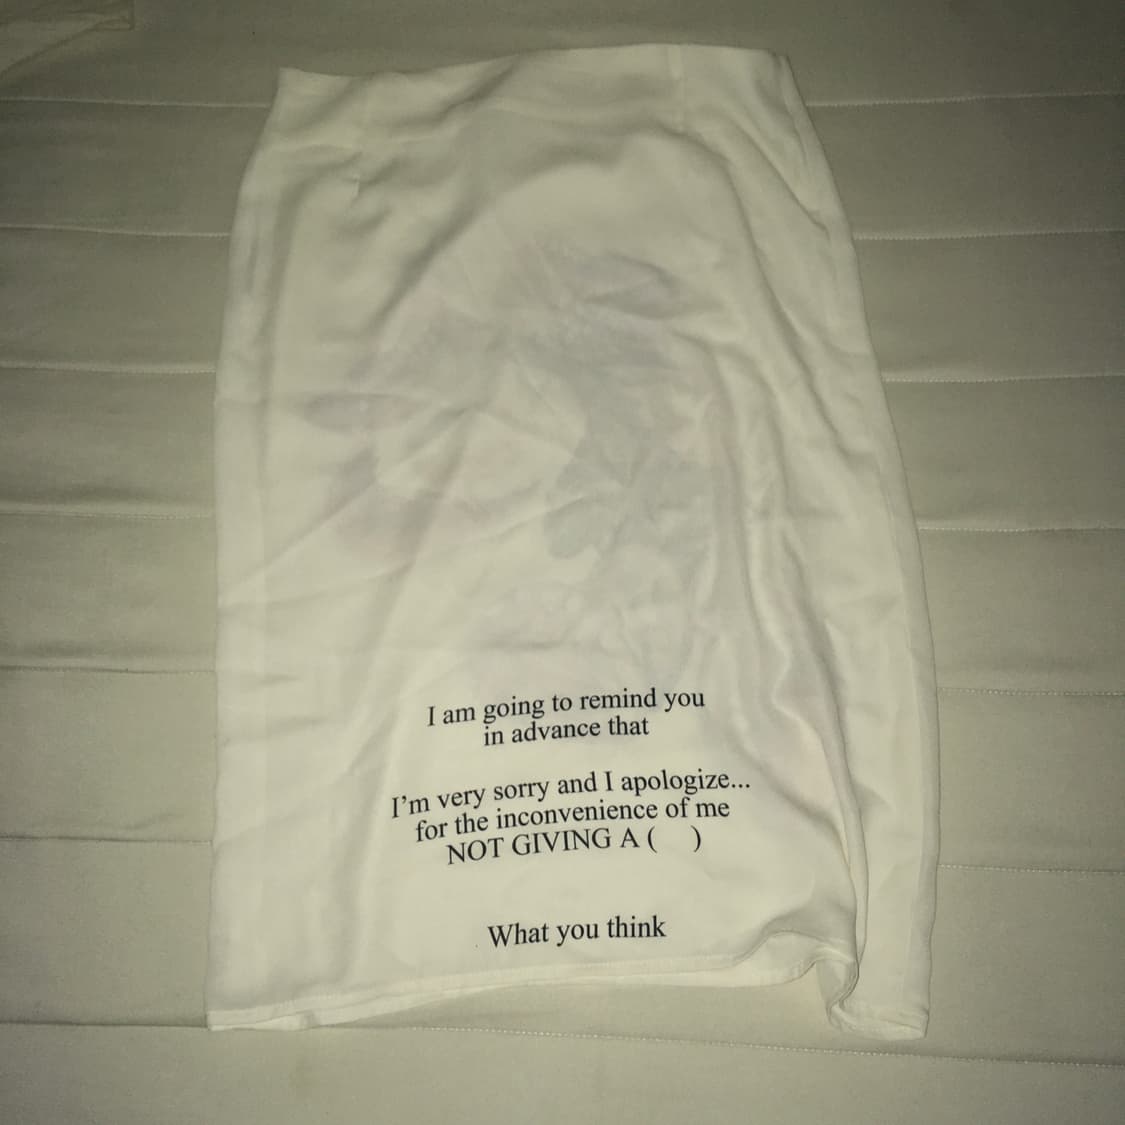 I am going to remind you
in advance that
I'm very sorry and I apologize...
for the inconvenience of me
NOT GIVING A ( )
What you think